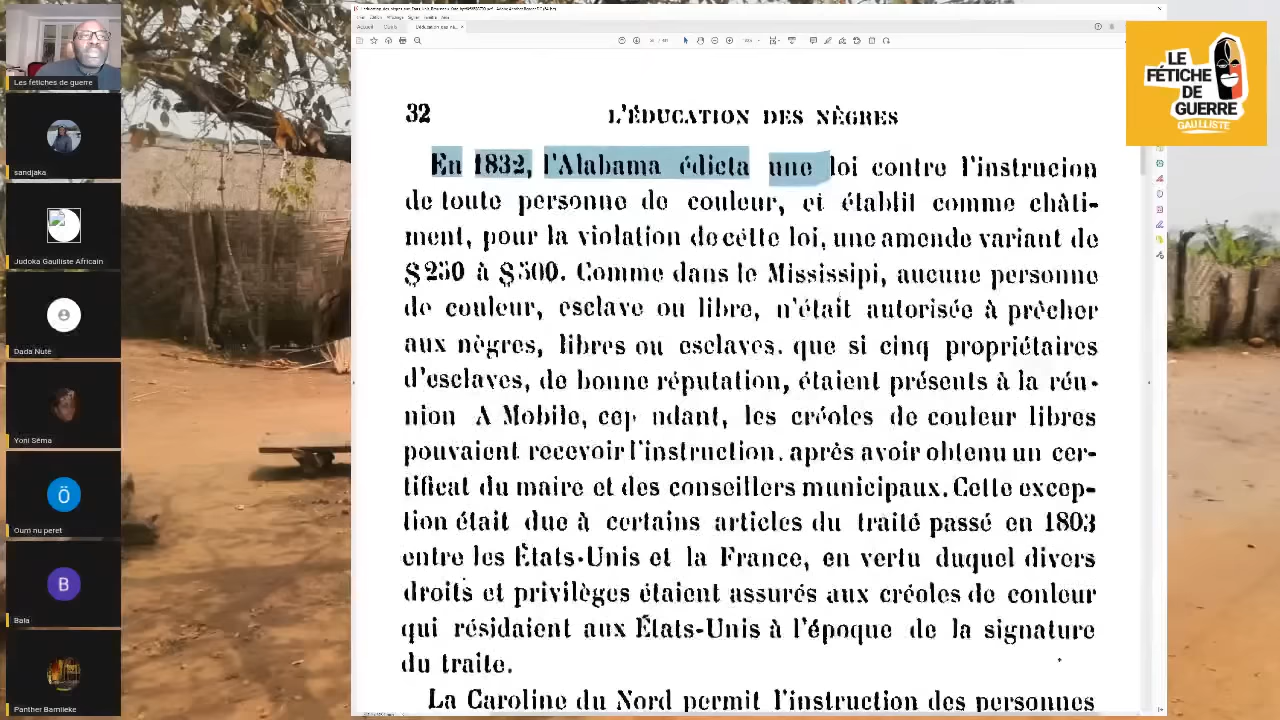 Les fétiches de guerre
sandjaka
Judoka Gaulliste Africain
Dada Nuté
Yoni Séma
Ö
Oum nu peret
B
Bala
Panther Bamileke
Accueil
LE
FÉTICHE
DE
GUERRE
GAULLISTE
32 L'ÉDUCATION DES NÈGRES
En 1832, l'Alabama édicta une loi contre l'instrucion
de toute personne de couleur, et établit comme châti-
ment, pour la violation de cette loi, une amende variant de
$250 à $500. Comme dans le Mississipi, aucune personne
de couleur, esclave ou libre, n'était autorisée à prêcher
aux nègres, libres ou esclaves. que si cinq propriétaires
d'esclaves, de bonne réputation, étaient présents à la réu-
nion A Mobile, cep ndant, les créoles de couleur libres
pouvaient recevoir l'instruction. après avoir obtenu un cer-
tificat du maire et des conseillers municipaux. Cette excep-
tion était due à certains articles du traité passé en 1803
entre les États-Unis et la France, en vertu duquel divers
droits et privilèges étaient assurés aux créoles de couleur
qui résidaient aux États-Unis à l'époque de la signature
du traite.
La Caroline du Nord permit l'instruction des personnes